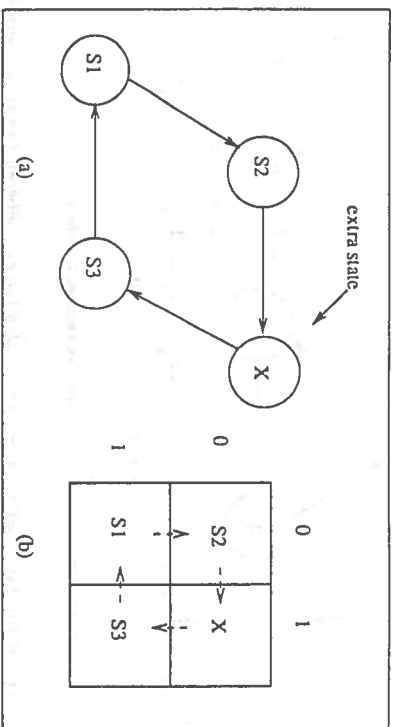 extra state
S2 X
S1 S3
(a)
0 1
0 S2 X
1 S1 S3
(b)